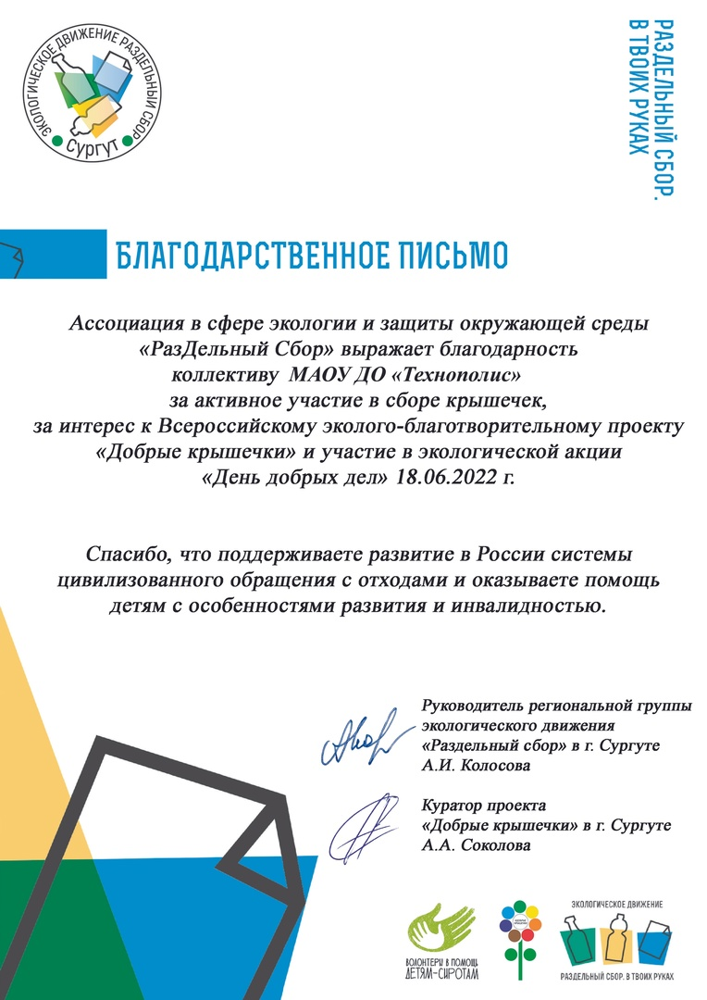 ЭКОЛОГИЧЕСКОЕ ДВИЖЕНИЕ РАЗДЕЛЬНЫЙ СБОР
Сургут
РАЗДЕЛЬНЫЙ СБОР.
В ТВОИХ РУКАХ
БЛАГОДАРСТВЕННОЕ ПИСЬМО
Ассоциация в сфере экологии и защиты окружающей среды
«РазДельный Сбор» выражает благодарность
коллективу МАОУ ДО «Технополис»
за активное участие в сборе крышечек,
за интерес к Всероссийскому эколого-благотворительному проекту
«Добрые крышечки» и участие в экологической акции
«День добрых дел» 18.06.2022 г.
Спасибо, что поддерживаете развитие в России системы
цивилизованного обращения с отходами и оказываете помощь
детям с особенностями развития и инвалидностью.
Руководитель региональной группы
экологического движения
«Раздельный сбор» в г. Сургуте
А.И. Колосова
Куратор проекта
«Добрые крышечки» в г. Сургуте
А.А. Соколова
ВОЛОНТЕРЫ В ПОМОЩЬ
ДЕТЯМ-СИРОТАМ
ЭКОЛОГИЧЕСКОЕ ДВИЖЕНИЕ
РАЗДЕЛЬНЫЙ СБОР. В ТВОИХ РУКАХ